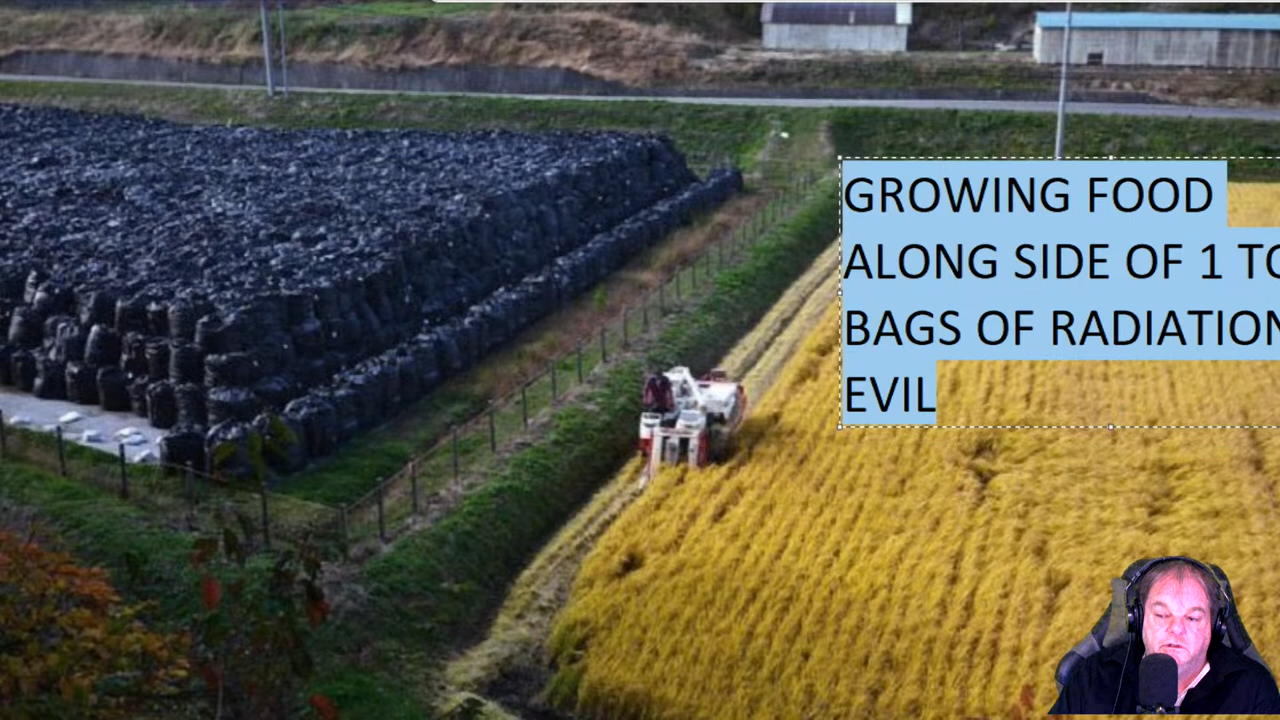 GROWING FOOD
ALONG SIDE OF 1
BAGS OF RADIATION
EVIL